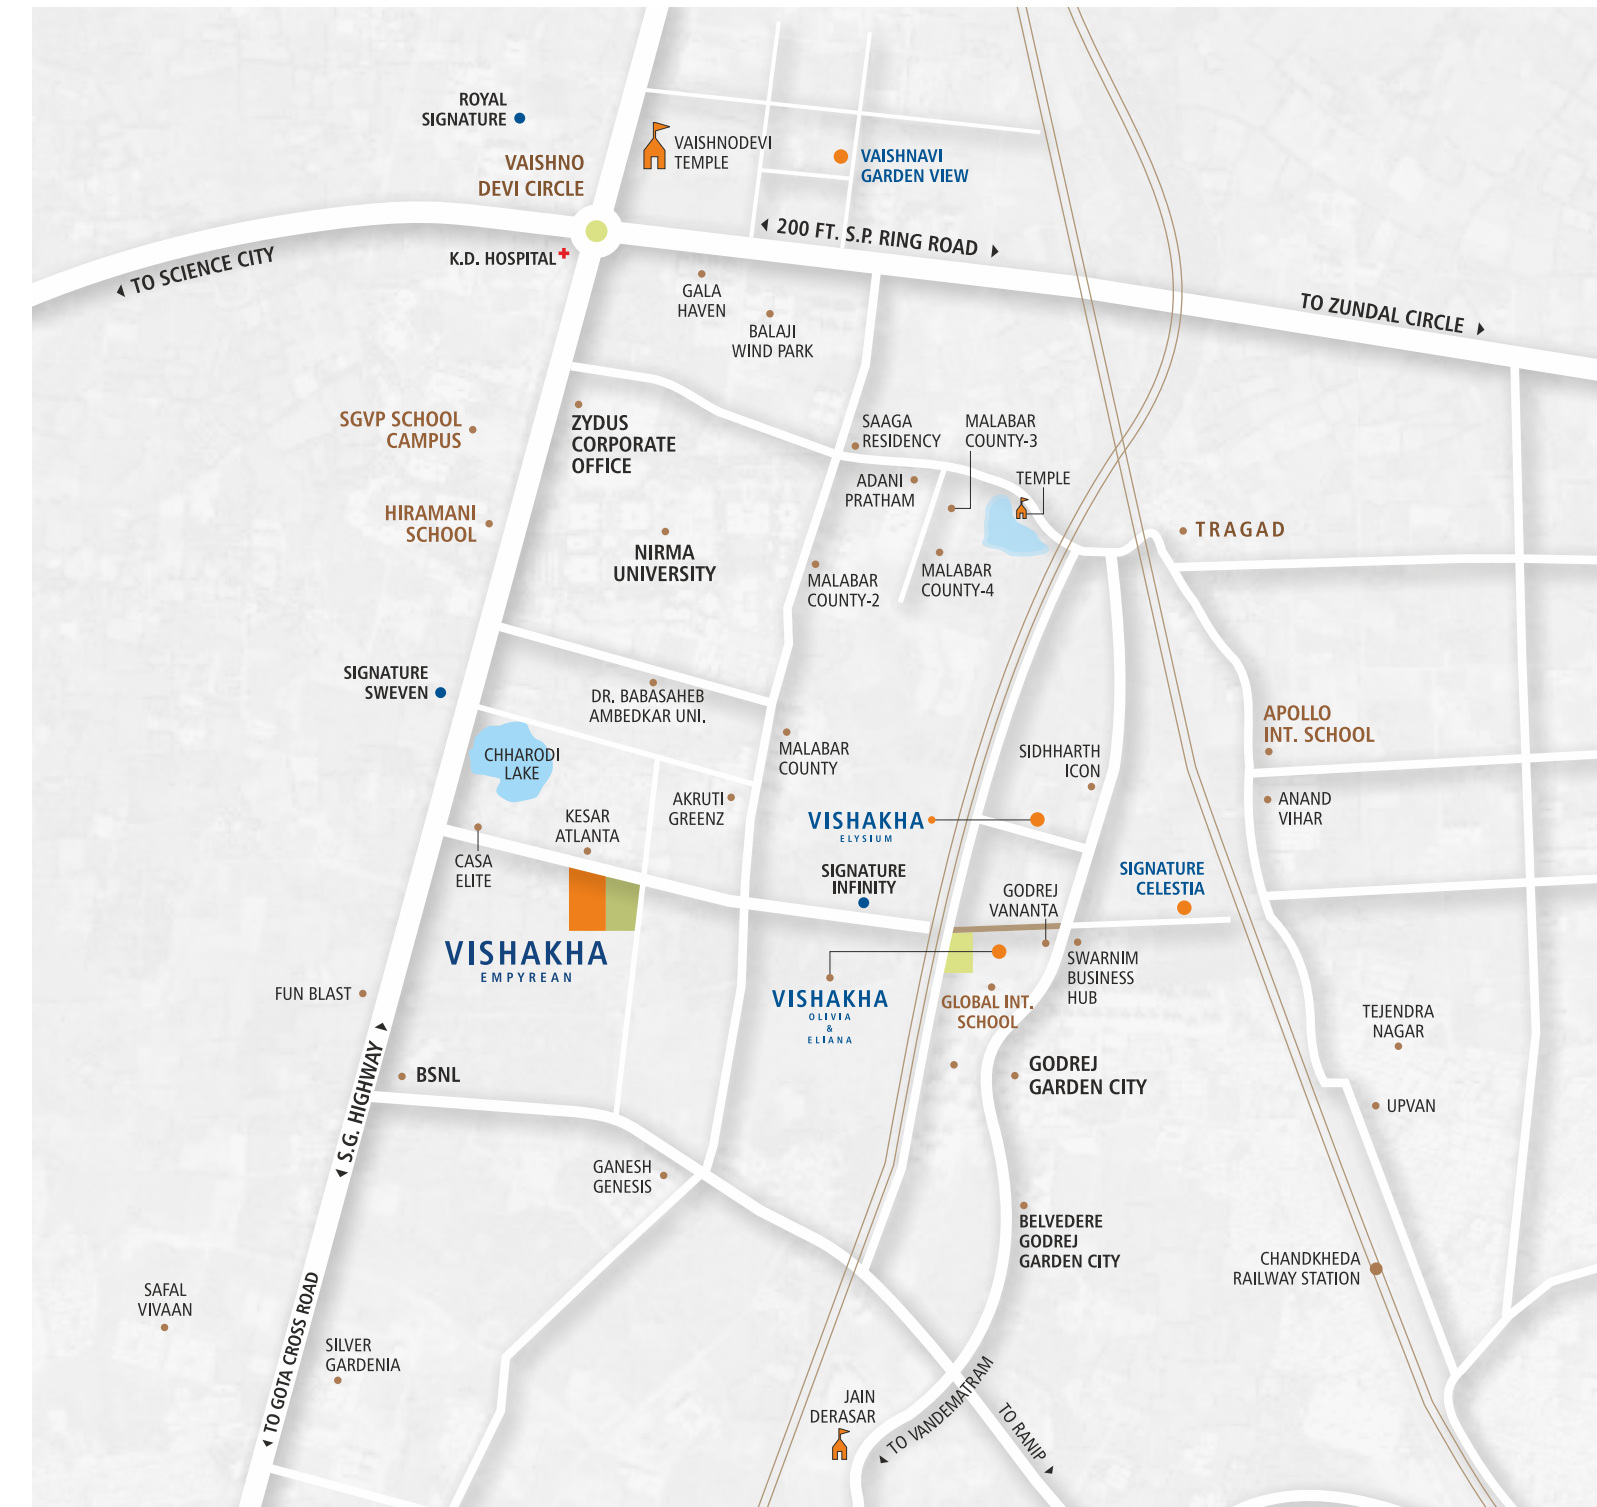 ROYAL
SIGNATURE
VAISHNO
DEVI CIRCLE
VAISHNODEVI
TEMPLE
VAISHNAVI
GARDEN VIEW
200 FT. S.P. RING ROAD
TO SCIENCE CITY
K.D. HOSPITAL
GALA
HAVEN
BALAJI
WIND PARK
TO ZUNDAL CIRCLE
SGVP SCHOOL
CAMPUS
ZYDUS
CORPORATE
OFFICE
SAAGA
RESIDENCY
MALABAR
COUNTY-3
ADANI
PRATHAM
TEMPLE
HIRAMANI
SCHOOL
NIRMA
UNIVERSITY
TRAGAD
MALABAR
COUNTY-2
MALABAR
COUNTY-4
SIGNATURE
SWEVEN
DR. BABASAHEB
AMBEDKAR UNI.
APOLLO
INT. SCHOOL
CHHARODI
LAKE
MALABAR
COUNTY
SIDHHARTH
ICON
AKRUTI
GREENZ
ANAND
VIHAR
KESAR
ATLANTA
VISHAKHA
ELYSIUM
CASA
ELITE
SIGNATURE
INFINITY
SIGNATURE
CELESTIA
GODREJ
VANANTA
VISHAKHA
EMPYREAN
SWARNIM
BUSINESS
HUB
FUN BLAST
VISHAKHA
OLIVIA
&
ELIANA
GLOBAL INT.
SCHOOL
TEJENDRA
NAGAR
BSNL
GODREJ
GARDEN CITY
UPVAN
S.G. HIGHWAY
GANESH
GENESIS
BELVEDERE
GODREJ
GARDEN CITY
CHANDKHEDA
RAILWAY STATION
SAFAL
VIVAAN
TO GOTA CROSS ROAD
SILVER
GARDENIA
JAIN
DERASAR
TO VANDEMATRAM
TO RANIP